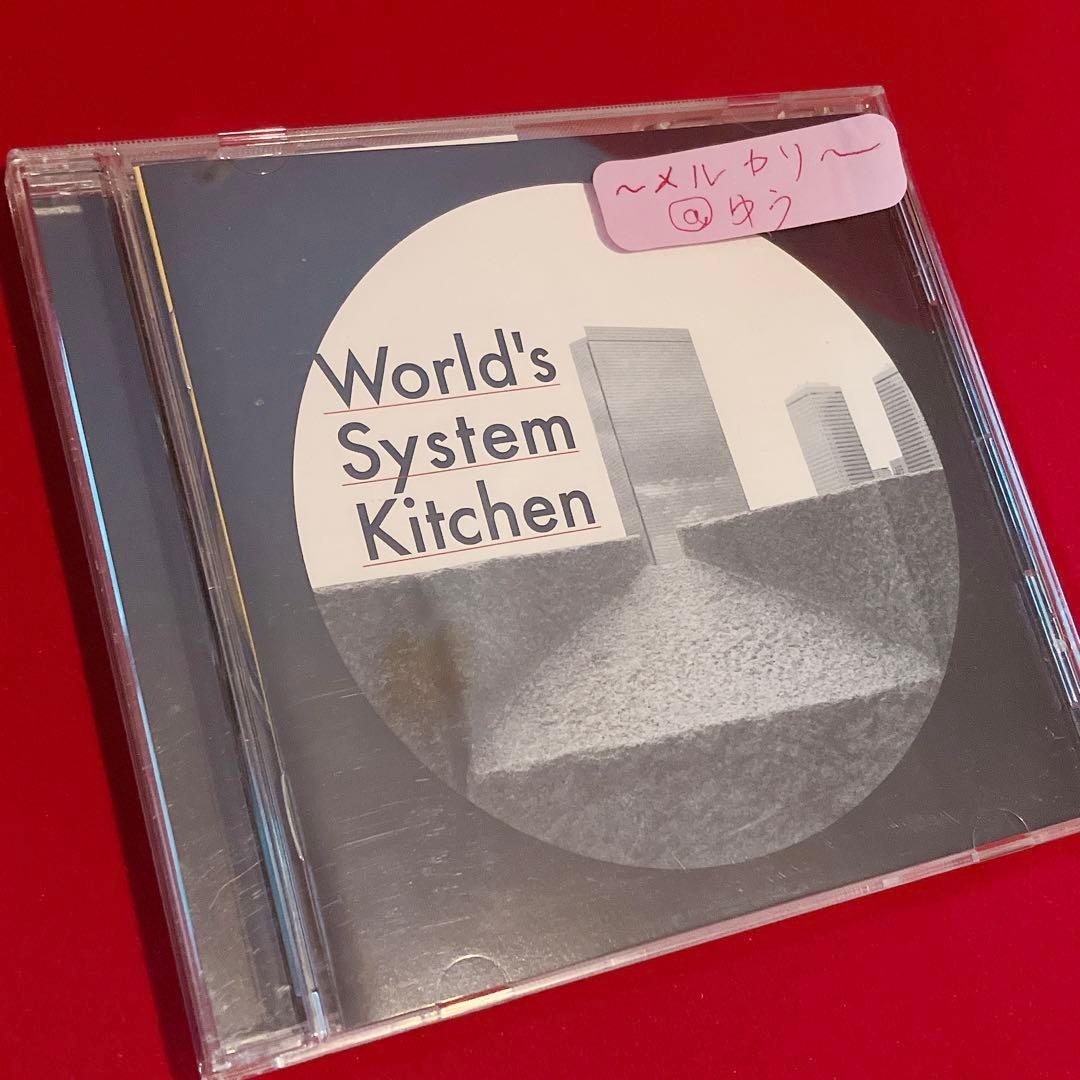 ～メルカリ～
@ゆう
World's
System
Kitchen